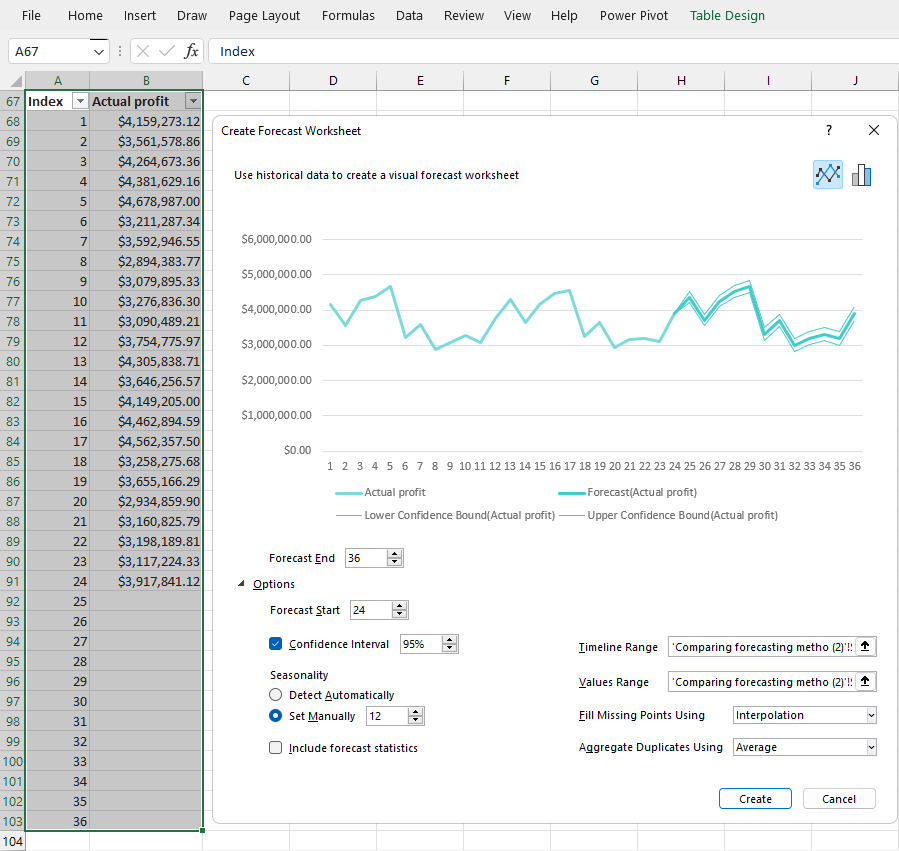 File Home Insert Draw Page Layout Formulas Data Review View Help Power Pivot Table Design
A67 fx Index
A B C D E F G H I J
67 Index Actual profit
68 1 $4,159,273.12
69 2 $3,561,578.86
70 3 $4,264,673.36
71 4 $4,381,629.16
72 5 $4,678,987.00
73 6 $3,211,287.34
74 7 $3,592,946.55
75 8 $2,894,383.77
76 9 $3,079,895.33
77 10 $3,276,836.30
78 11 $3,090,489.21
79 12 $3,754,775.97
80 13 $4,305,838.71
81 14 $3,646,256.57
82 15 $4,149,205.00
83 16 $4,462,894.59
84 17 $4,562,357.50
85 18 $3,258,275.68
86 19 $3,655,166.29
87 20 $2,934,859.90
88 21 $3,160,825.79
89 22 $3,198,189.81
90 23 $3,117,224.33
91 24 $3,917,841.12
92 25
93 26
94 27
95 28
96 29
97 30
98 31
99 32
100 33
101 34
102 35
103 36
104
Create Forecast Worksheet ?
Use historical data to create a visual forecast worksheet
$6,000,000.00
$5,000,000.00
$4,000,000.00
$3,000,000.00
$2,000,000.00
$1,000,000.00
$0.00
1 2 3 4 5 6 7 8 9 10 11 12 13 14 15 16 17 18 19 20 21 22 23 24 25 26 27 28 29 30 31 32 33 34 35 36
Actual profit Forecast(Actual profit)
Lower Confidence Bound(Actual profit) Upper Confidence Bound(Actual profit)
Forecast End 36
Options
Forecast Start 24
Confidence Interval 95%
Seasonality
Detect Automatically
Set Manually 12
Include forecast statistics
Timeline Range 'Comparing forecasting metho (2)'!
Values Range 'Comparing forecasting metho (2)'!
Fill Missing Points Using Interpolation
Aggregate Duplicates Using Average
Create Cancel